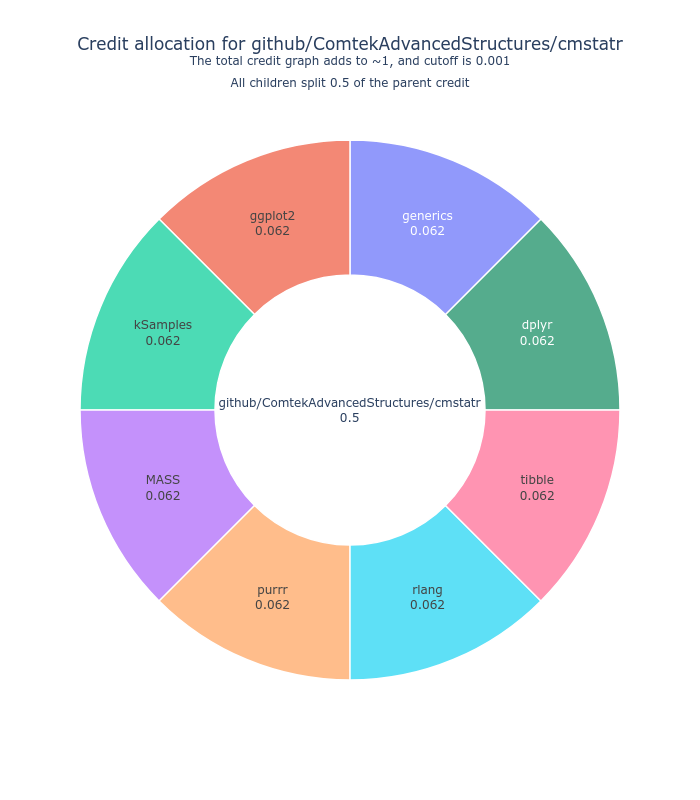 Credit allocation for github/ComtekAdvancedStructures/cmstatr
The total credit graph adds to ~1, and cutoff is 0.001
All children split 0.5 of the parent credit
ggplot2
0.062
generics
0.062
kSamples
0.062
dplyr
0.062
github/ComtekAdvancedStructures/cmstatr
0.5
MASS
0.062
tibble
0.062
purrr
0.062
rlang
0.062